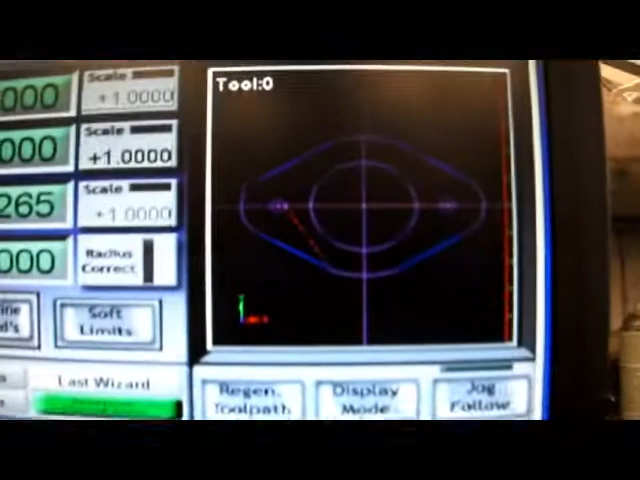 Tool:0
000
Scale
+1.0000
000
Scale
+1.0000
265
Scale
+1.0000
000
Radius
Correct
Soft
Limits
Last Wizard
Regen.
Toolpath
Display
Mode
Jog
Follow